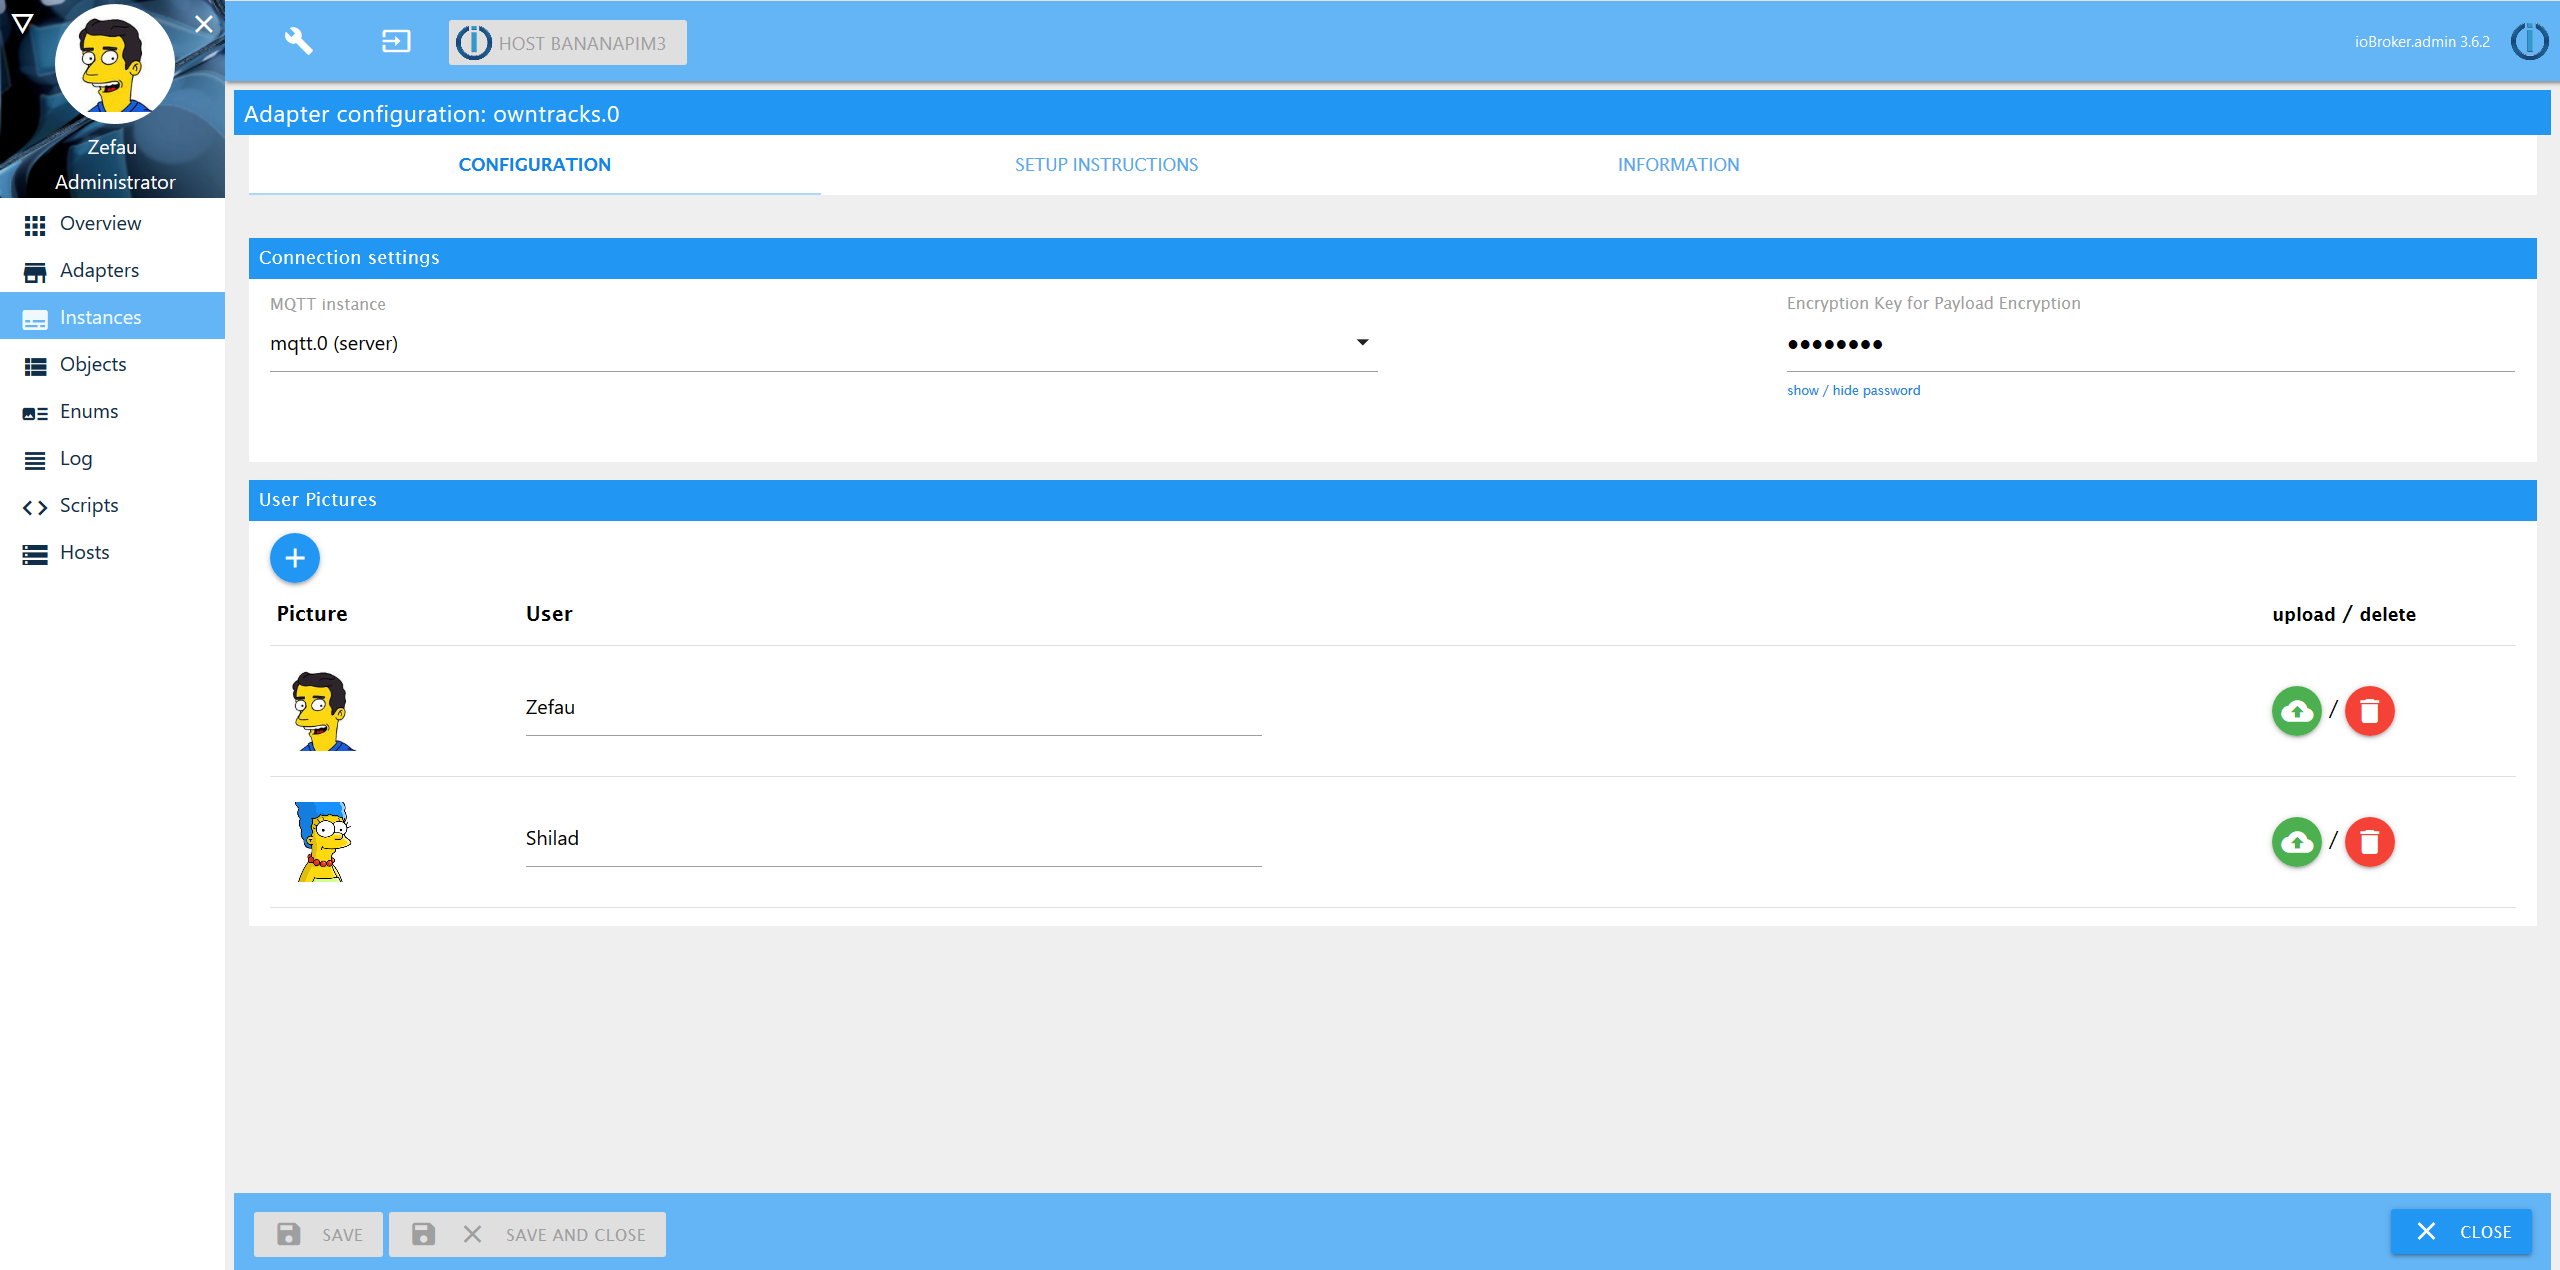 HOST BANANAPIM3
ioBroker.admin 3.6.2
Zefau
Administrator
Overview
Adapters
Instances
Objects
Enums
Log
Scripts
Hosts
Adapter configuration: owntracks.0
CONFIGURATION
SETUP INSTRUCTIONS
INFORMATION
Connection settings
MQTT instance
mqtt.0 (server)
Encryption Key for Payload Encryption
••••••••
show / hide password
User Pictures
Picture
User
upload / delete
Zefau
/
Shilad
/
SAVE
SAVE AND CLOSE
CLOSE